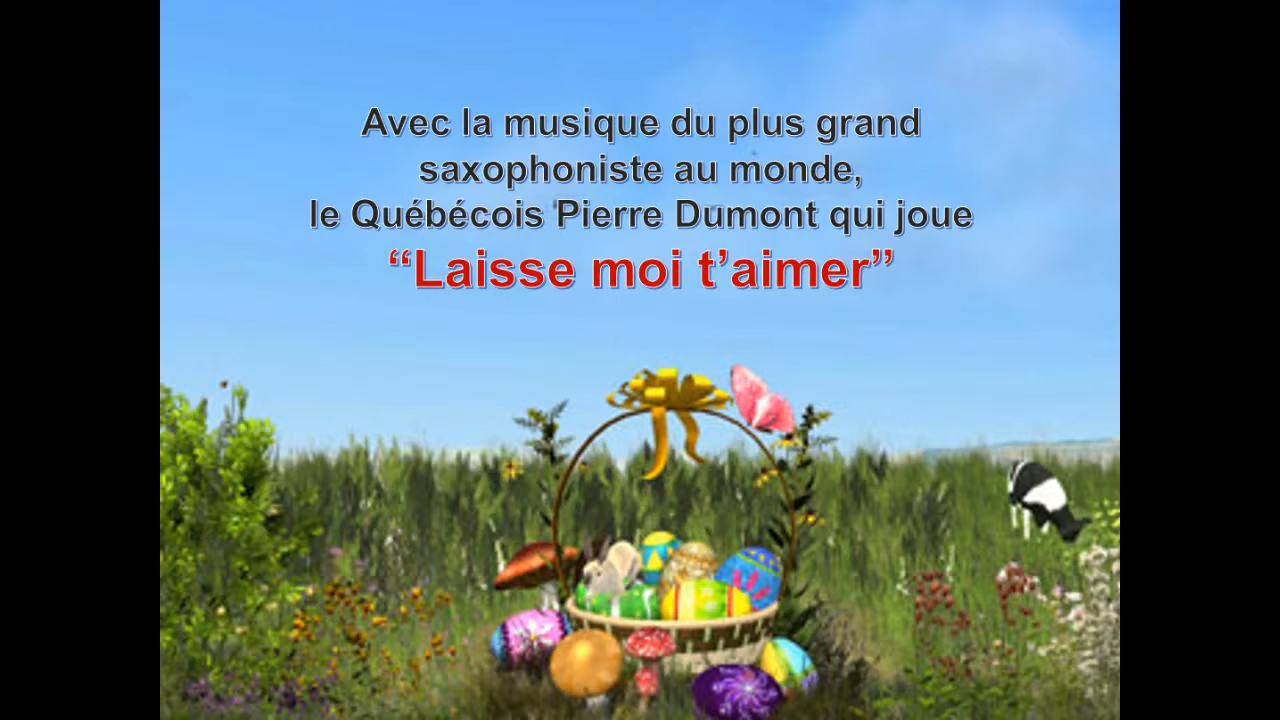 Avec la musique du plus grand
saxophoniste au monde,
le Québécois Pierre Dumont qui joue
“Laisse moi t’aimer”